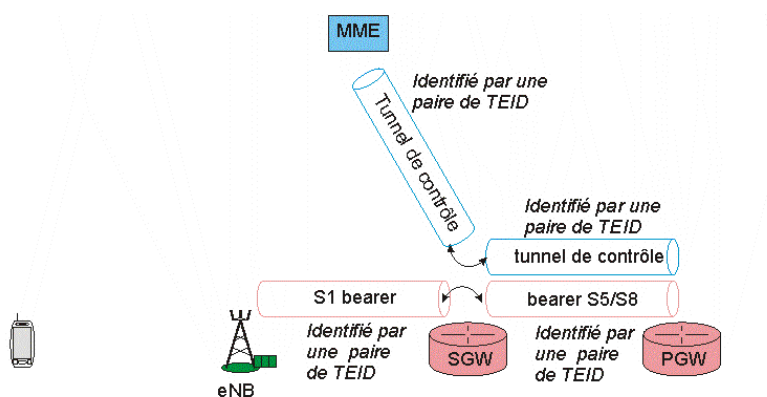 MME
Identifié par une
paire de TEID
Tunnel de contrôle
Identifié par une
paire de TEID
tunnel de contrôle
S1 bearer
bearer S5/S8
Identifié par
une paire
de TEID
SGW
Identifié par
une paire
de TEID
PGW
eNB